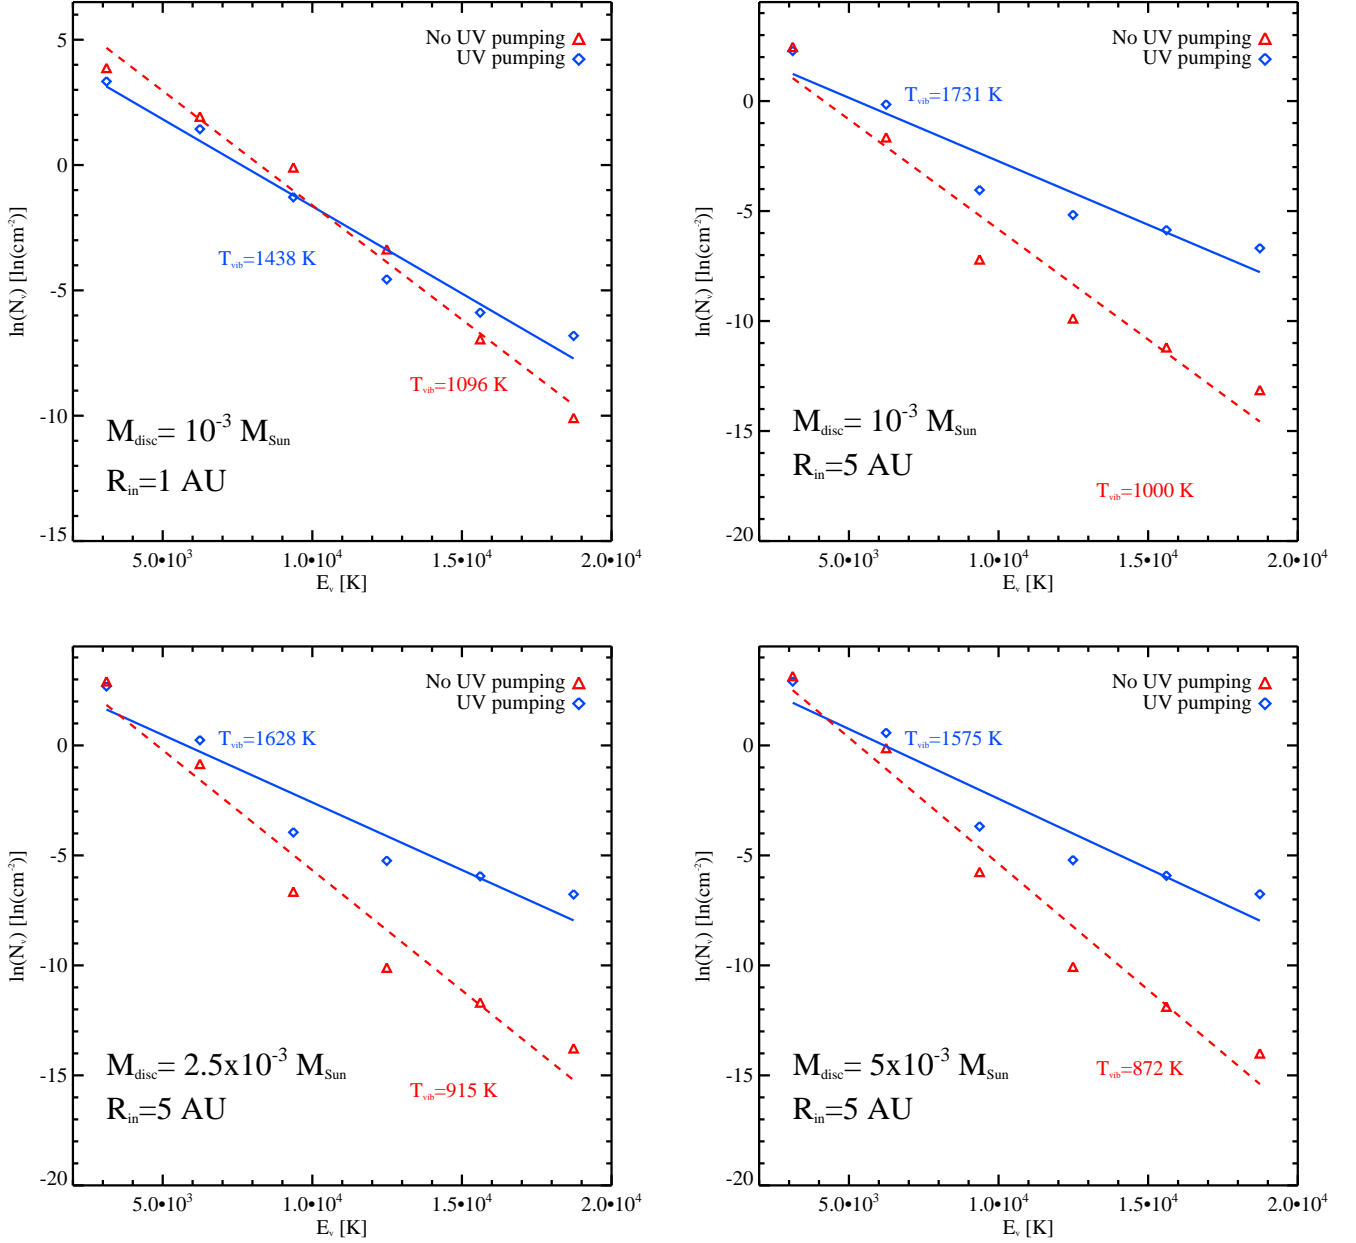 No UV pumping
UV pumping
5
0
-5
-10
-15
ln(N_v) [ln(cm^-2)]
T_vib=1438 K
T_vib=1096 K
M_disc= 10^-3 M_Sun
R_in=1 AU
5.0•10^3 1.0•10^4 1.5•10^4 2.0•10^4
E_v [K]
No UV pumping
UV pumping
0
-5
-10
-15
-20
ln(N_v) [ln(cm^-2)]
T_vib=1731 K
M_disc= 10^-3 M_Sun
R_in=5 AU
T_vib=1000 K
5.0•10^3 1.0•10^4 1.5•10^4 2.0•10^4
E_v [K]
No UV pumping
UV pumping
0
-5
-10
-15
-20
ln(N_v) [ln(cm^-2)]
T_vib=1628 K
M_disc= 2.5x10^-3 M_Sun
T_vib=915 K
R_in=5 AU
5.0•10^3 1.0•10^4 1.5•10^4 2.0•10^4
E_v [K]
No UV pumping
UV pumping
0
-5
-10
-15
-20
ln(N_v) [ln(cm^-2)]
T_vib=1575 K
M_disc= 5x10^-3 M_Sun
T_vib=872 K
R_in=5 AU
5.0•10^3 1.0•10^4 1.5•10^4 2.0•10^4
E_v [K]